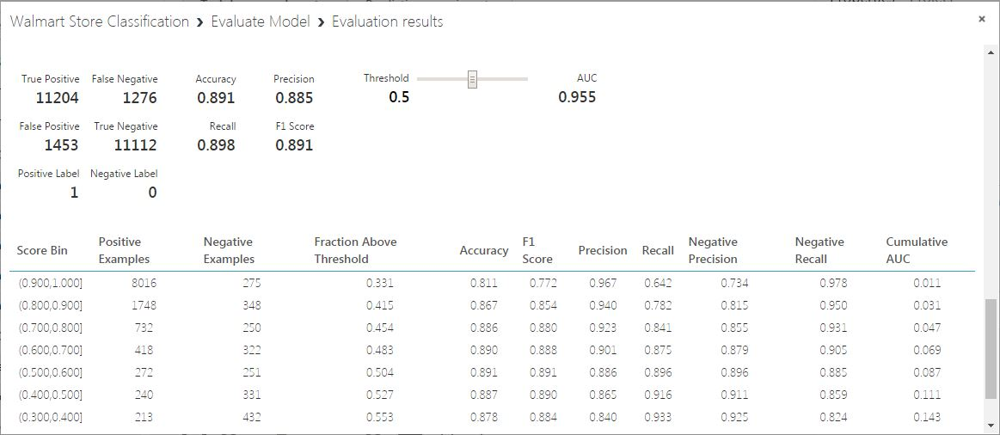 Walmart Store Classification › Evaluate Model › Evaluation results ×
True Positive False Negative Accuracy Precision Threshold AUC
11204 1276 0.891 0.885 0.5 0.955
False Positive True Negative Recall F1 Score
1453 11112 0.898 0.891
Positive Label Negative Label
1 0
Score Bin Positive Examples Negative Examples Fraction Above Threshold Accuracy F1 Score Precision Recall Negative Precision Negative Recall Cumulative AUC
(0.900,1.000] 8016 275 0.331 0.811 0.772 0.967 0.642 0.734 0.978 0.011
(0.800,0.900] 1748 348 0.415 0.867 0.854 0.940 0.782 0.815 0.950 0.031
(0.700,0.800] 732 250 0.454 0.886 0.880 0.923 0.841 0.855 0.931 0.047
(0.600,0.700] 418 322 0.483 0.890 0.888 0.901 0.875 0.879 0.905 0.069
(0.500,0.600] 272 251 0.504 0.891 0.891 0.886 0.896 0.896 0.885 0.087
(0.400,0.500] 240 331 0.527 0.887 0.890 0.865 0.916 0.911 0.859 0.111
(0.300,0.400] 213 432 0.553 0.878 0.884 0.840 0.933 0.925 0.824 0.143